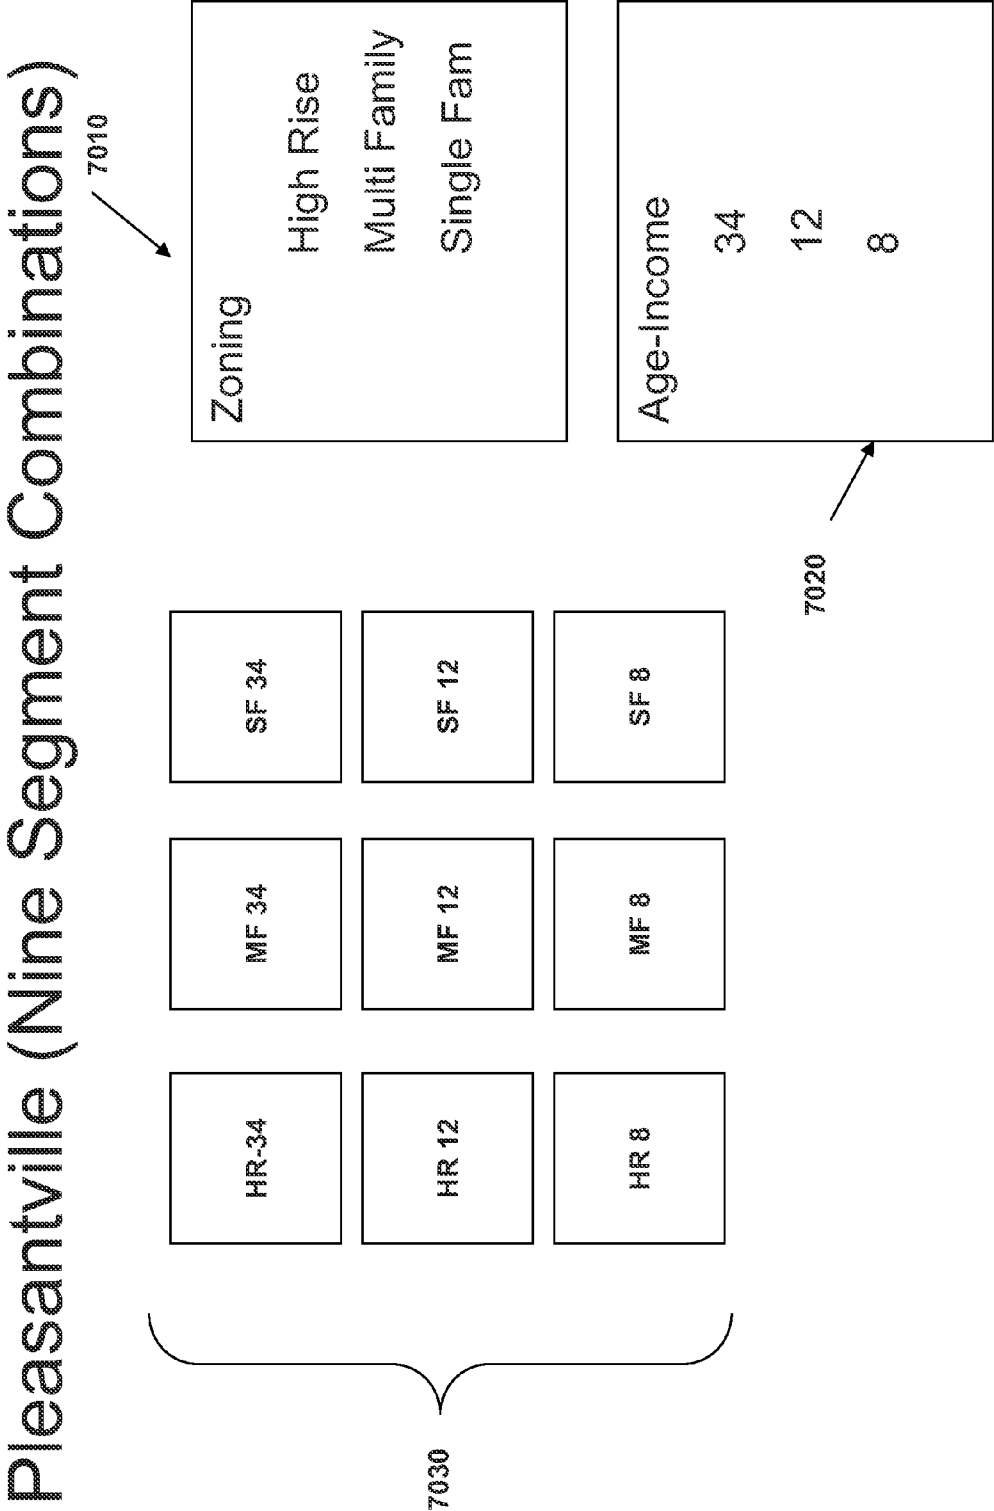 Pleasantville (Nine Segment Combinations)
7010
Zoning
High Rise
Multi Family
Single Fam
7030
HR-34
MF 34
SF 34
HR 12
MF 12
SF 12
HR 8
MF 8
SF 8
7020
Age-Income
34
12
8